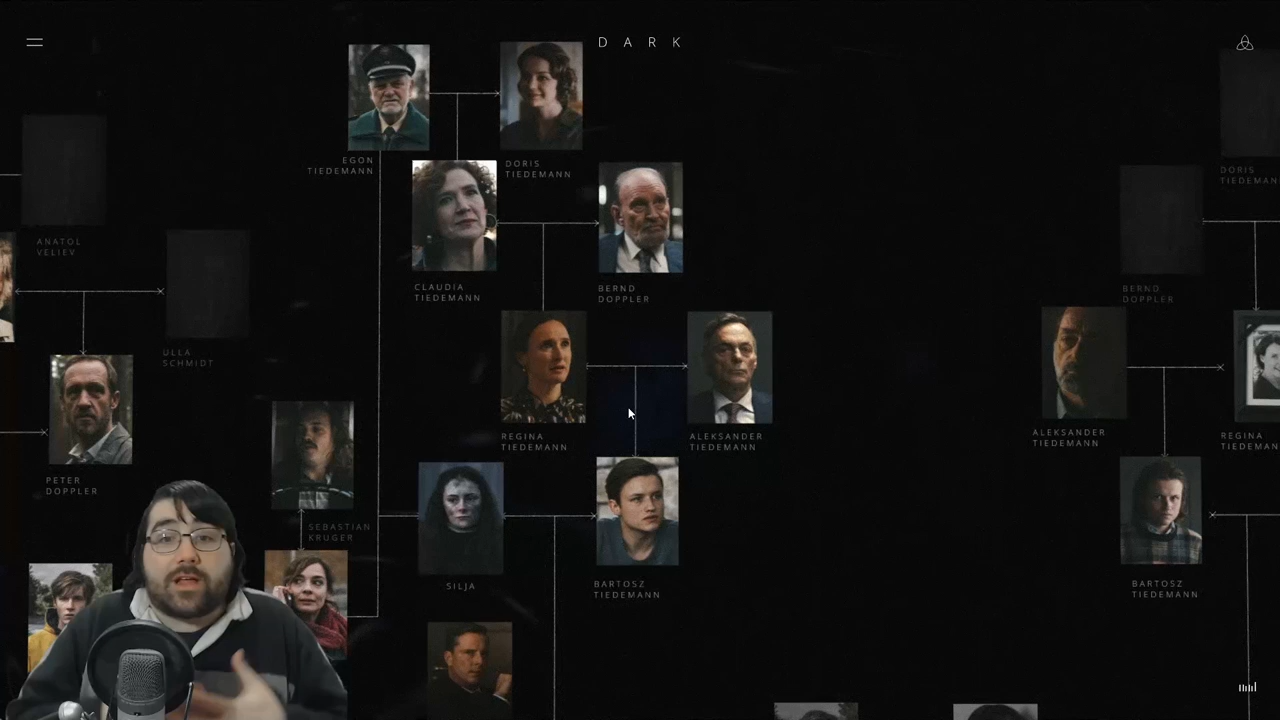 DARK
EGON
TIEDEMANN
DORIS
TIEDEMANN
DORIS
TIEDEMAN
ANATOL
VELIEV
CLAUDIA
TIEDEMANN
BERND
DOPPLER
BERND
DOPPLER
ULLA
SCHMIDT
REGINA
TIEDEMANN
ALEKSANDER
TIEDEMANN
ALEKSANDER
TIEDEMANN
REGINA
TIEDEMANN
PETER
DOPPLER
SEBASTIAN
KRUGER
SILJA
BARTOSZ
TIEDEMANN
BARTOSZ
TIEDEMANN